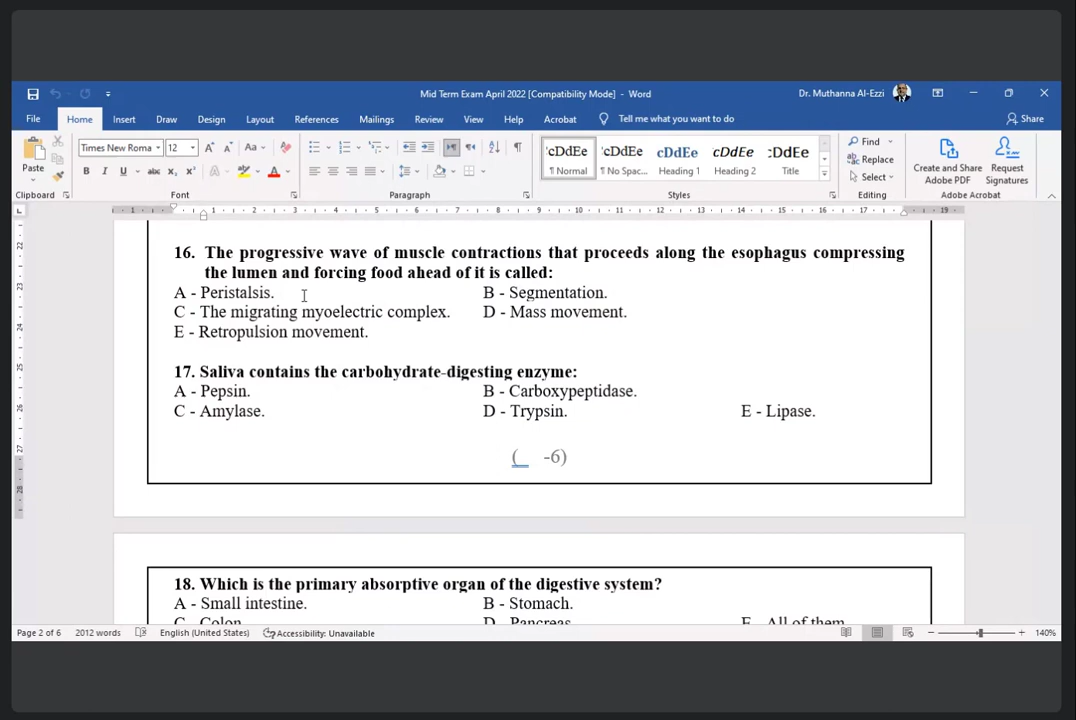 Mid Term Exam April 2022 [Compatibility Mode] - Word
Dr. Muthanna Al-Ezzi
File Home Insert Draw Design Layout References Mailings Review View Help Acrobat Tell me what you want to do Share
Paste
Times New Roma 12
Aa
AaBbCcDdEe
Find
Replace
Select
¶ Normal ¶ No Spac... Heading 1 Heading 2 Title
Create and Share Adobe PDF
Request Signatures
Clipboard Font Paragraph Styles Editing Adobe Acrobat
16. The progressive wave of muscle contractions that proceeds along the esophagus compressing
the lumen and forcing food ahead of it is called:
A - Peristalsis. B - Segmentation.
C - The migrating myoelectric complex. D - Mass movement.
E - Retropulsion movement.
17. Saliva contains the carbohydrate-digesting enzyme:
A - Pepsin. B - Carboxypeptidase.
C - Amylase. D - Trypsin. E - Lipase.
( -6)
18. Which is the primary absorptive organ of the digestive system?
A - Small intestine. B - Stomach.
C - Colon. D - Pancreas. E - All of them.
Page 2 of 6 2012 words English (United States) Accessibility: Unavailable 140%